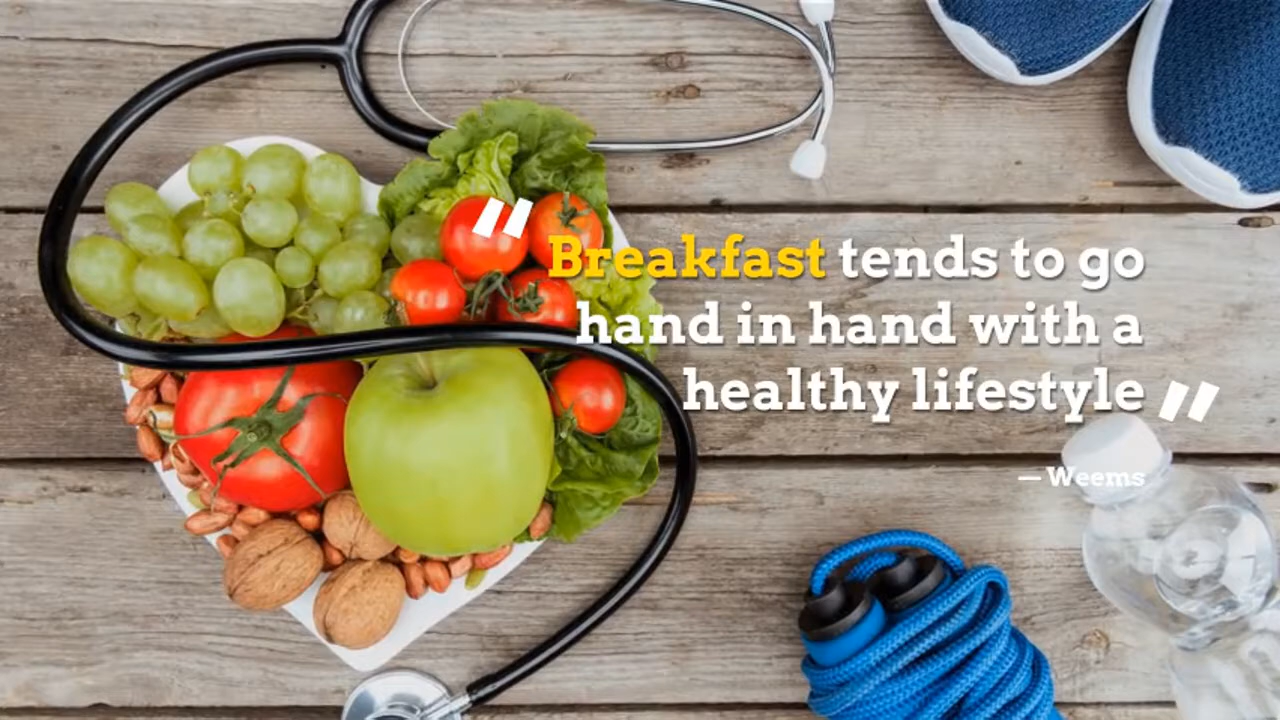 "Breakfast tends to go
hand in hand with a
healthy lifestyle"
— Weems